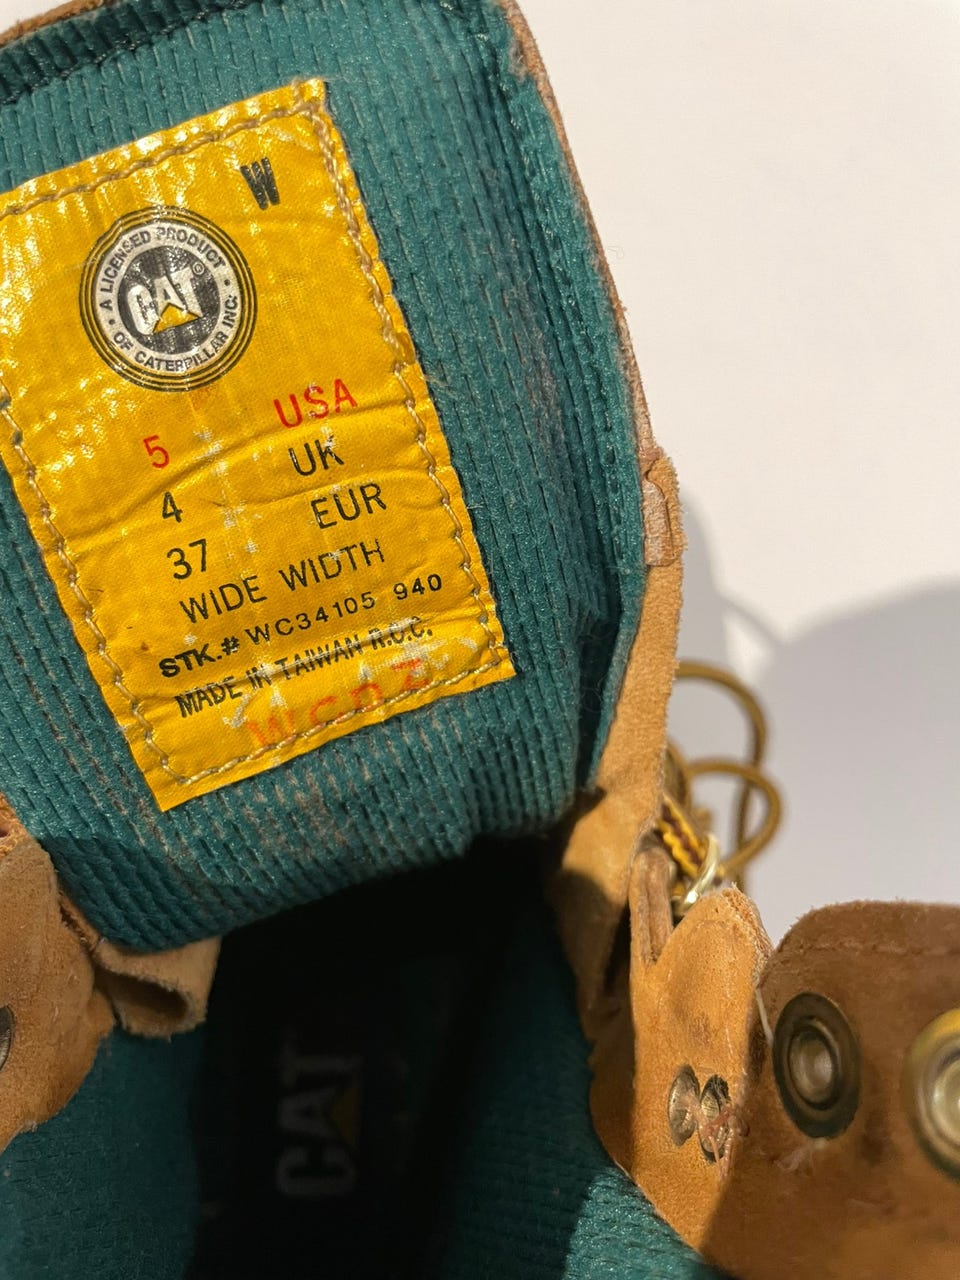 W
A LICENSED PRODUCT
CAT®
OF CATERPILLAR INC.
5 USA
4 UK
37 EUR
WIDE WIDTH
STK.# WC34105 940
MADE IN TAIWAN R.O.C.
CAT